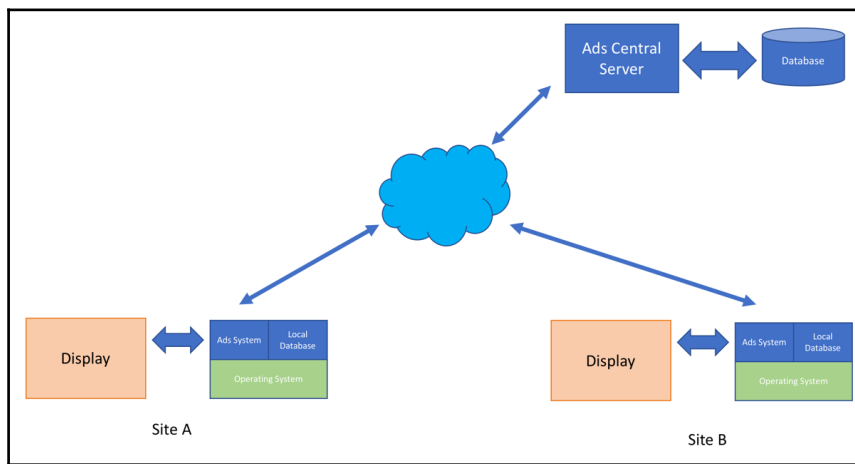 Ads Central
Server
Database
Display
Ads System
Local
Database
Operating System
Site A
Display
Ads System
Local
Database
Operating System
Site B